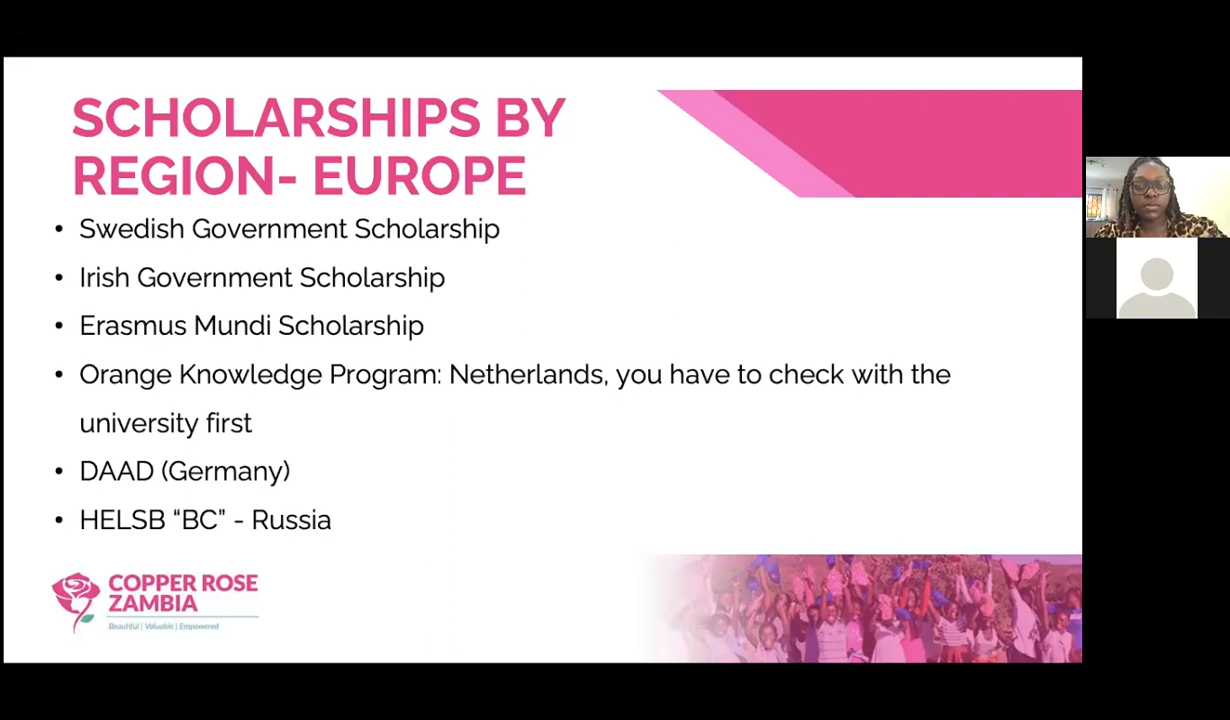 SCHOLARSHIPS BY
REGION- EUROPE
• Swedish Government Scholarship
• Irish Government Scholarship
• Erasmus Mundi Scholarship
• Orange Knowledge Program: Netherlands, you have to check with the
university first
• DAAD (Germany)
• HELSB “BC” - Russia
COPPER ROSE
ZAMBIA
Beautiful | Valuable | Empowered